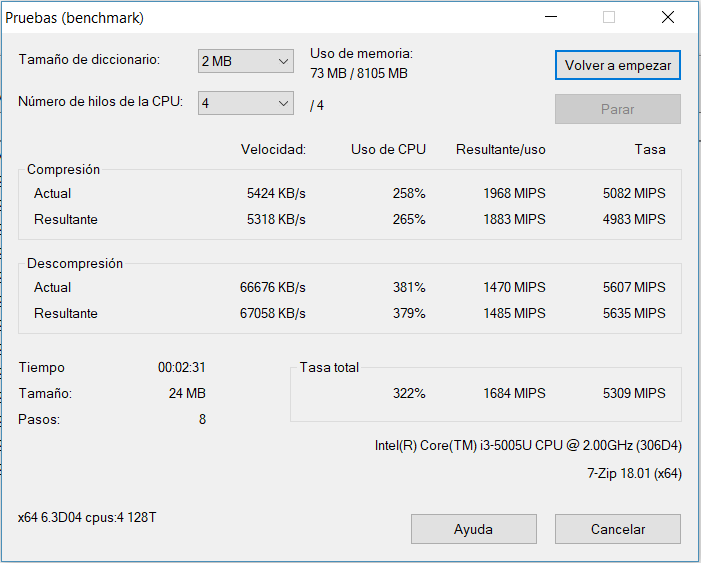 Pruebas (benchmark)
Tamaño de diccionario: 2 MB Uso de memoria: Volver a empezar
73 MB / 8105 MB
Número de hilos de la CPU: 4 / 4 Parar
Velocidad: Uso de CPU Resultante/uso Tasa
Compresión
Actual 5424 KB/s 258% 1968 MIPS 5082 MIPS
Resultante 5318 KB/s 265% 1883 MIPS 4983 MIPS
Descompresión
Actual 66676 KB/s 381% 1470 MIPS 5607 MIPS
Resultante 67058 KB/s 379% 1485 MIPS 5635 MIPS
Tiempo 00:02:31 Tasa total
Tamaño: 24 MB 322% 1684 MIPS 5309 MIPS
Pasos: 8
Intel(R) Core(TM) i3-5005U CPU @ 2.00GHz (306D4)
7-Zip 18.01 (x64)
x64 6.3D04 cpus:4 128T
Ayuda Cancelar